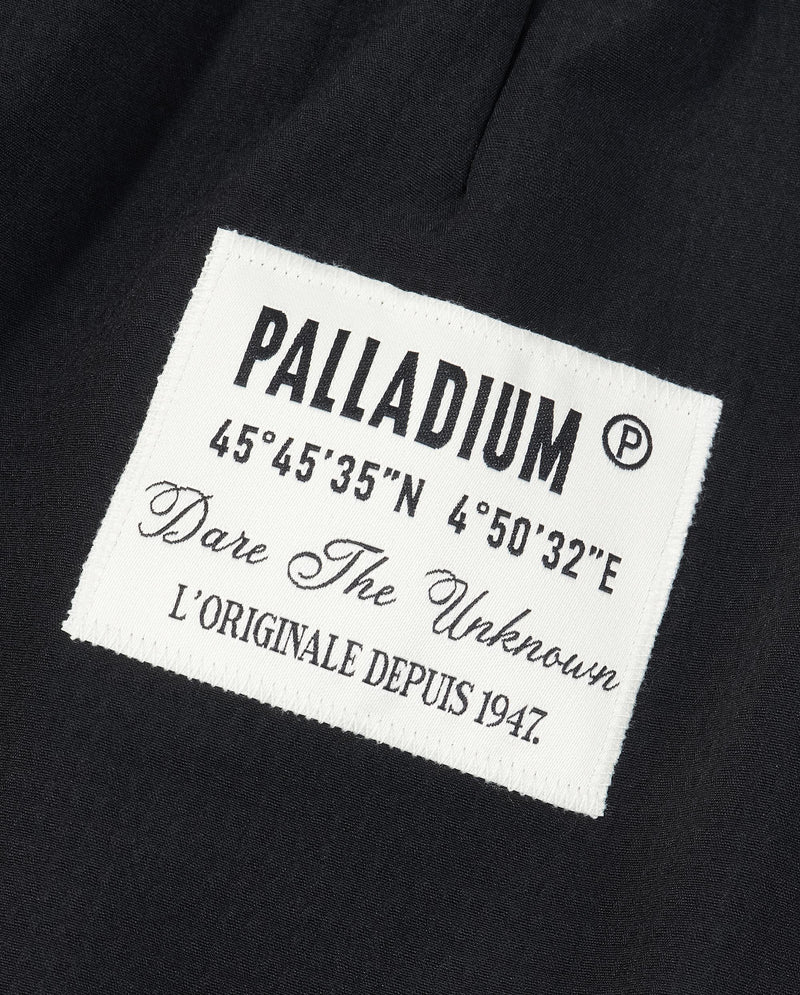 PALLADIUM Ⓟ
45°45'35"N 4°50'32"E
Dare The Unknown
L'ORIGINALE DEPUIS 1947.